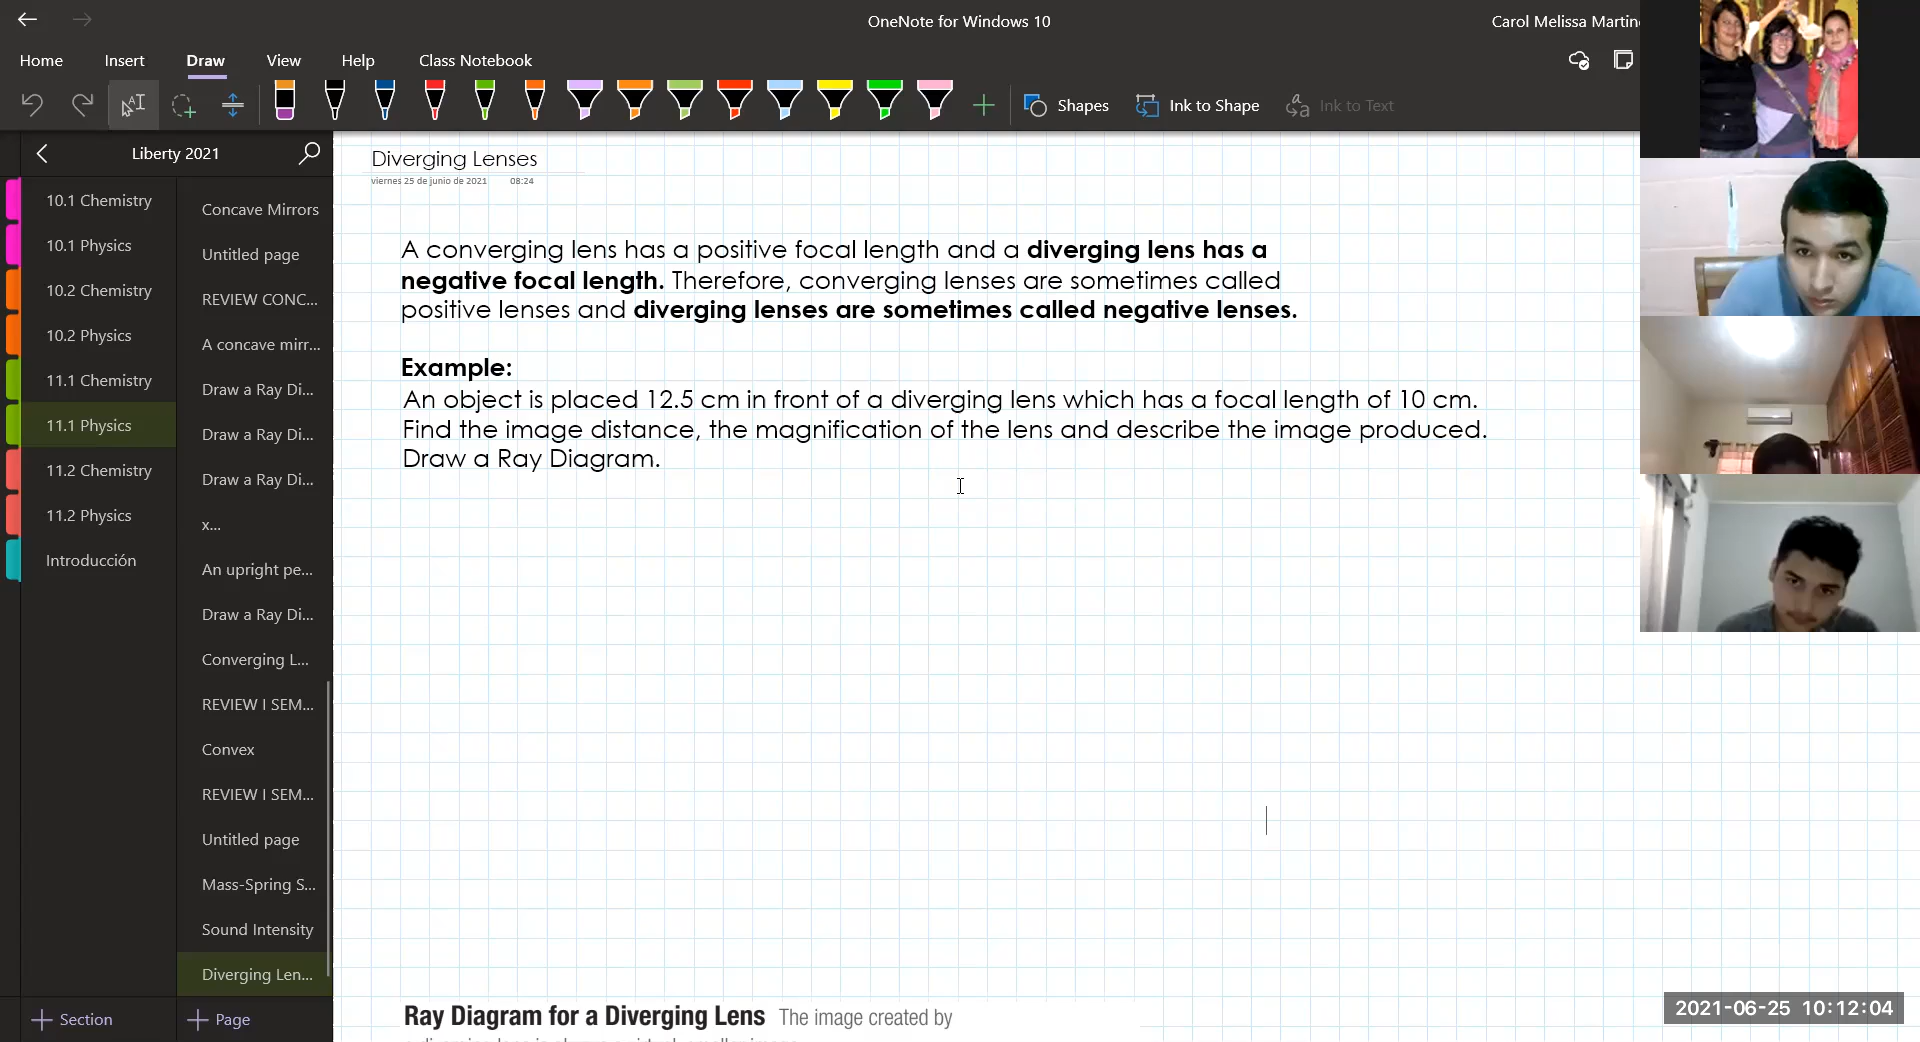 OneNote for Windows 10
Carol Melissa Martin
Home Insert Draw View Help Class Notebook
Shapes Ink to Shape Ink to Text
Liberty 2021
10.1 Chemistry
10.1 Physics
10.2 Chemistry
10.2 Physics
11.1 Chemistry
11.1 Physics
11.2 Chemistry
11.2 Physics
Introducción
Section
Concave Mirrors
Untitled page
REVIEW CONC...
A concave mirr...
Draw a Ray Di...
Draw a Ray Di...
Draw a Ray Di...
x...
An upright pe...
Draw a Ray Di...
Converging L...
REVIEW I SEM...
Convex
REVIEW I SEM...
Untitled page
Mass-Spring S...
Sound Intensity
Diverging Len...
Page
Diverging Lenses
viernes 25 de junio de 2021 08:24
A converging lens has a positive focal length and a diverging lens has a
negative focal length. Therefore, converging lenses are sometimes called
positive lenses and diverging lenses are sometimes called negative lenses.
Example:
An object is placed 12.5 cm in front of a diverging lens which has a focal length of 10 cm.
Find the image distance, the magnification of the lens and describe the image produced.
Draw a Ray Diagram.
Ray Diagram for a Diverging Lens The image created by
2021-06-25 10:12:04